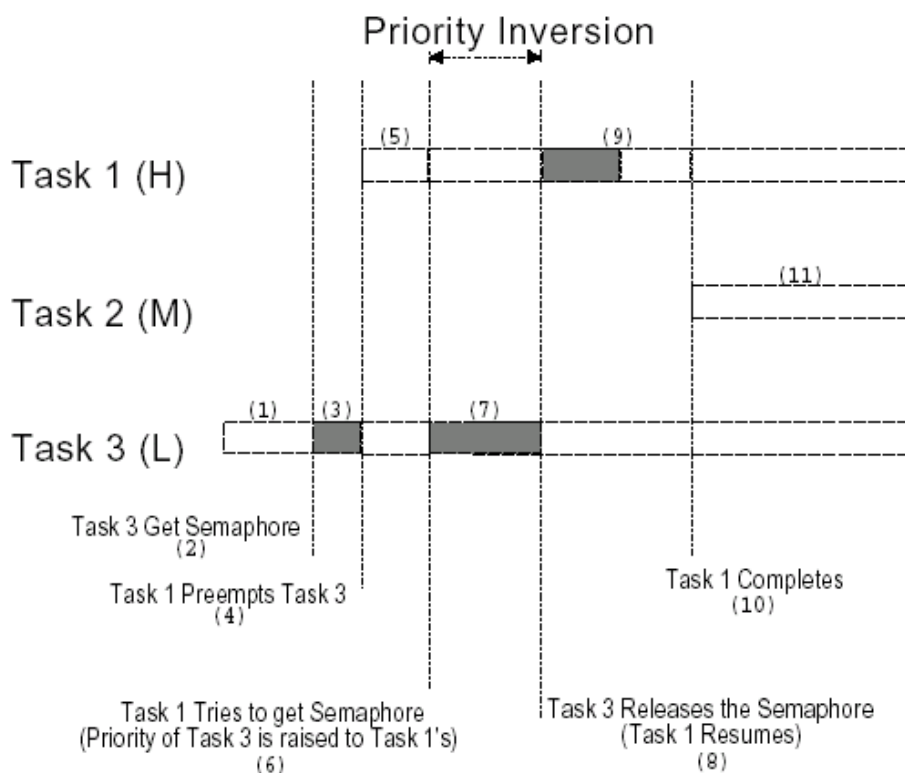 Priority Inversion
(5)
(9)
Task 1 (H)
(11)
Task 2 (M)
(1)
(3)
(7)
Task 3 (L)
Task 3 Get Semaphore
(2)
Task 1 Preempts Task 3
(4)
Task 1 Completes
(10)
Task 1 Tries to get Semaphore
(Priority of Task 3 is raised to Task 1's)
(6)
Task 3 Releases the Semaphore
(Task 1 Resumes)
(8)